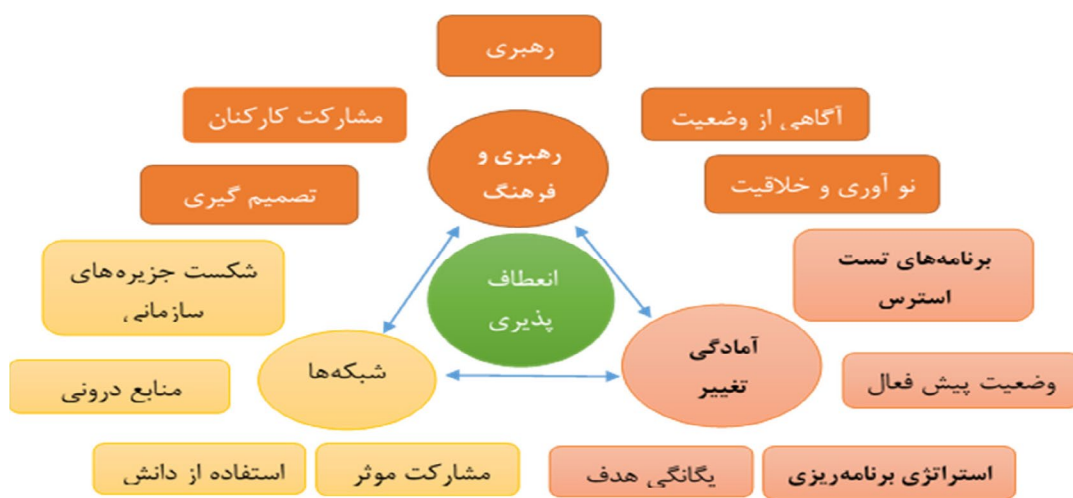 رهبری
آگاهی از وضعیت
مشارکت کارکنان
رهبری و
فرهنگ
نو آوری و خلاقیت
تصمیم گیری
برنامه‌های تست
استرس
شکست جزیره‌های
سازمانی
انعطاف
پذیری
آمادگی
تغییر
شبکه‌ها
وضعیت پیش فعال
منابع درونی
استراتژی برنامه‌ریزی
یگانگی هدف
مشارکت موثر
استفاده از دانش